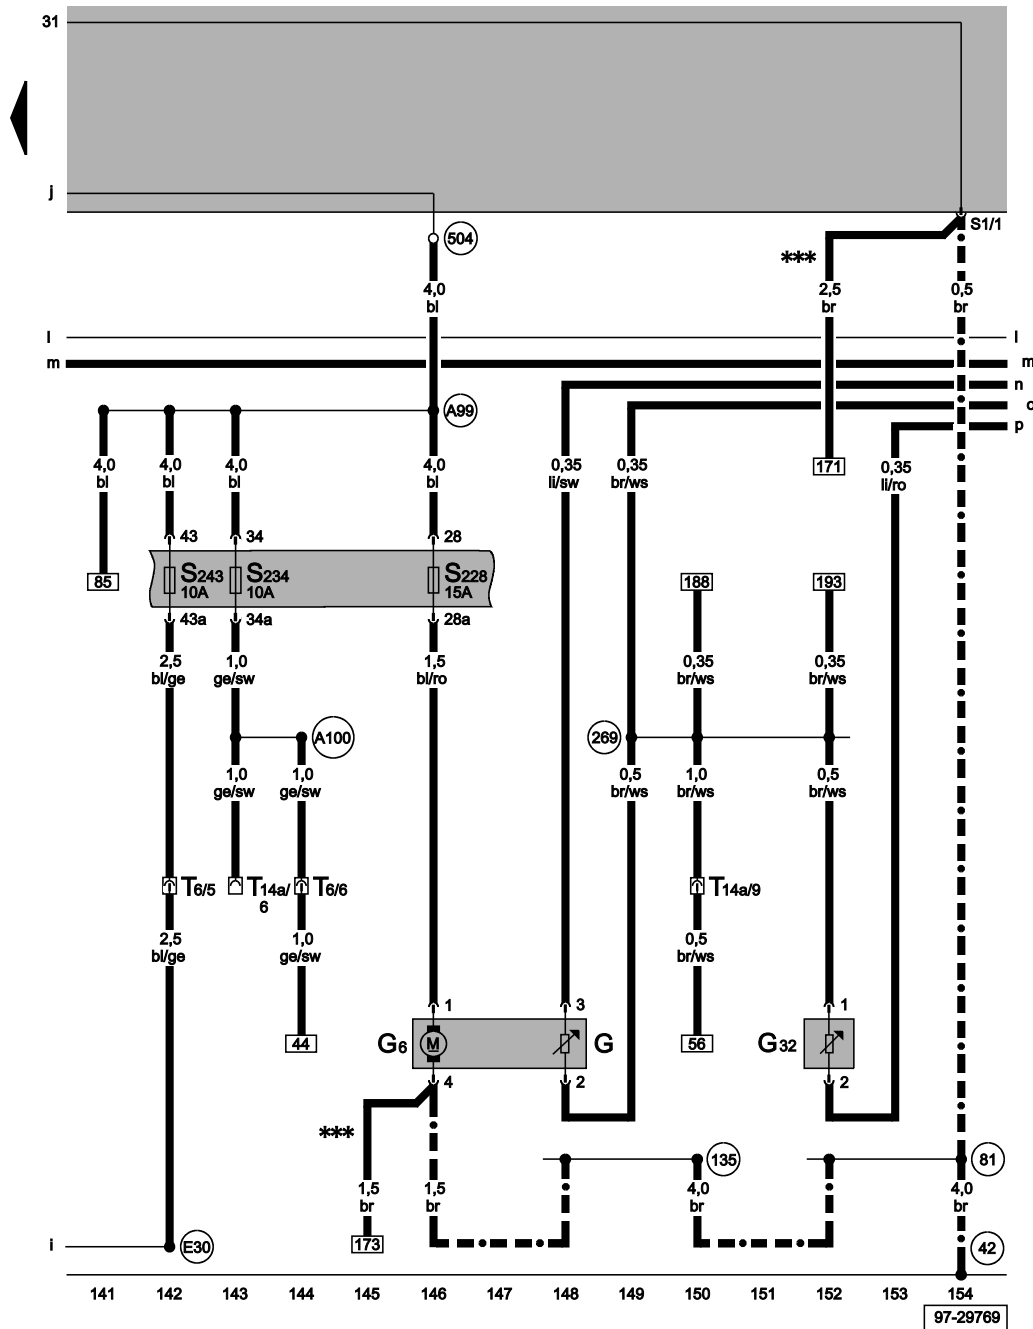 31
j
504
S1/1
***
4,0
bl
2,5
br
0,5
br
l
l
m
m
n
o
A99
p
4,0
bl
4,0
bl
4,0
bl
4,0
bl
0,35
li/sw
0,35
br/ws
171
0,35
li/ro
43
34
28
85
S243
10A
S234
10A
S228
15A
188
193
43a
34a
28a
2,5
bl/ge
1,0
ge/sw
1,5
bl/ro
0,35
br/ws
0,35
br/ws
A100
269
1,0
ge/sw
1,0
ge/sw
0,5
br/ws
1,0
br/ws
0,5
br/ws
T6/5
T14a/
6
T6/6
T14a/9
2,5
bl/ge
1,0
ge/sw
0,5
br/ws
1
3
1
44
G6
M
G
56
G32
4
2
2
***
135
81
1,5
br
1,5
br
4,0
br
4,0
br
i
E30
173
42
141 142 143 144 145 146 147 148 149 150 151 152 153 154
97-29769